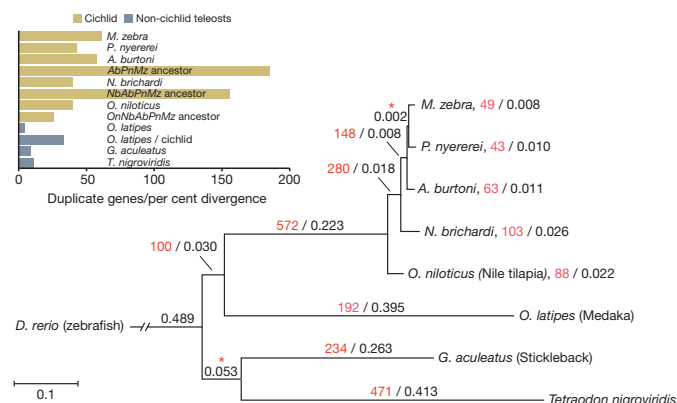 Cichlid Non-cichlid teleosts
M. zebra
P. nyererei
A. burtoni
AbPnMz ancestor
N. brichardi
NbAbPnMz ancestor
O. niloticus
OnNbAbPnMz ancestor
O. latipes
O. latipes / cichlid
G. aculeatus
T. nigroviridis
0 50 100 150 200
Duplicate genes/per cent divergence
*
0.002
M. zebra, 49 / 0.008
148 / 0.008
P. nyererei, 43 / 0.010
280 / 0.018
A. burtoni, 63 / 0.011
572 / 0.223
N. brichardi, 103 / 0.026
100 / 0.030
O. niloticus (Nile tilapia), 88 / 0.022
192 / 0.395
O. latipes (Medaka)
D. rerio (zebrafish)
0.489
*
0.053
234 / 0.263
G. aculeatus (Stickleback)
0.1
471 / 0.413
Tetraodon nigroviridis